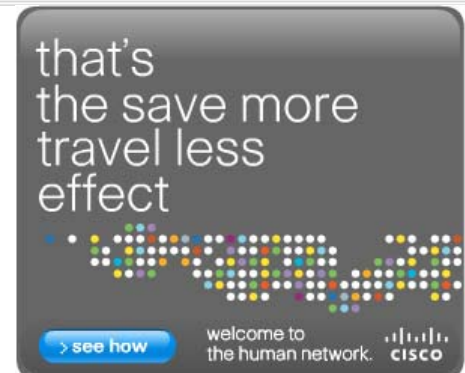 that's
the save more
travel less
effect
> see how
welcome to
the human network.
CISCO